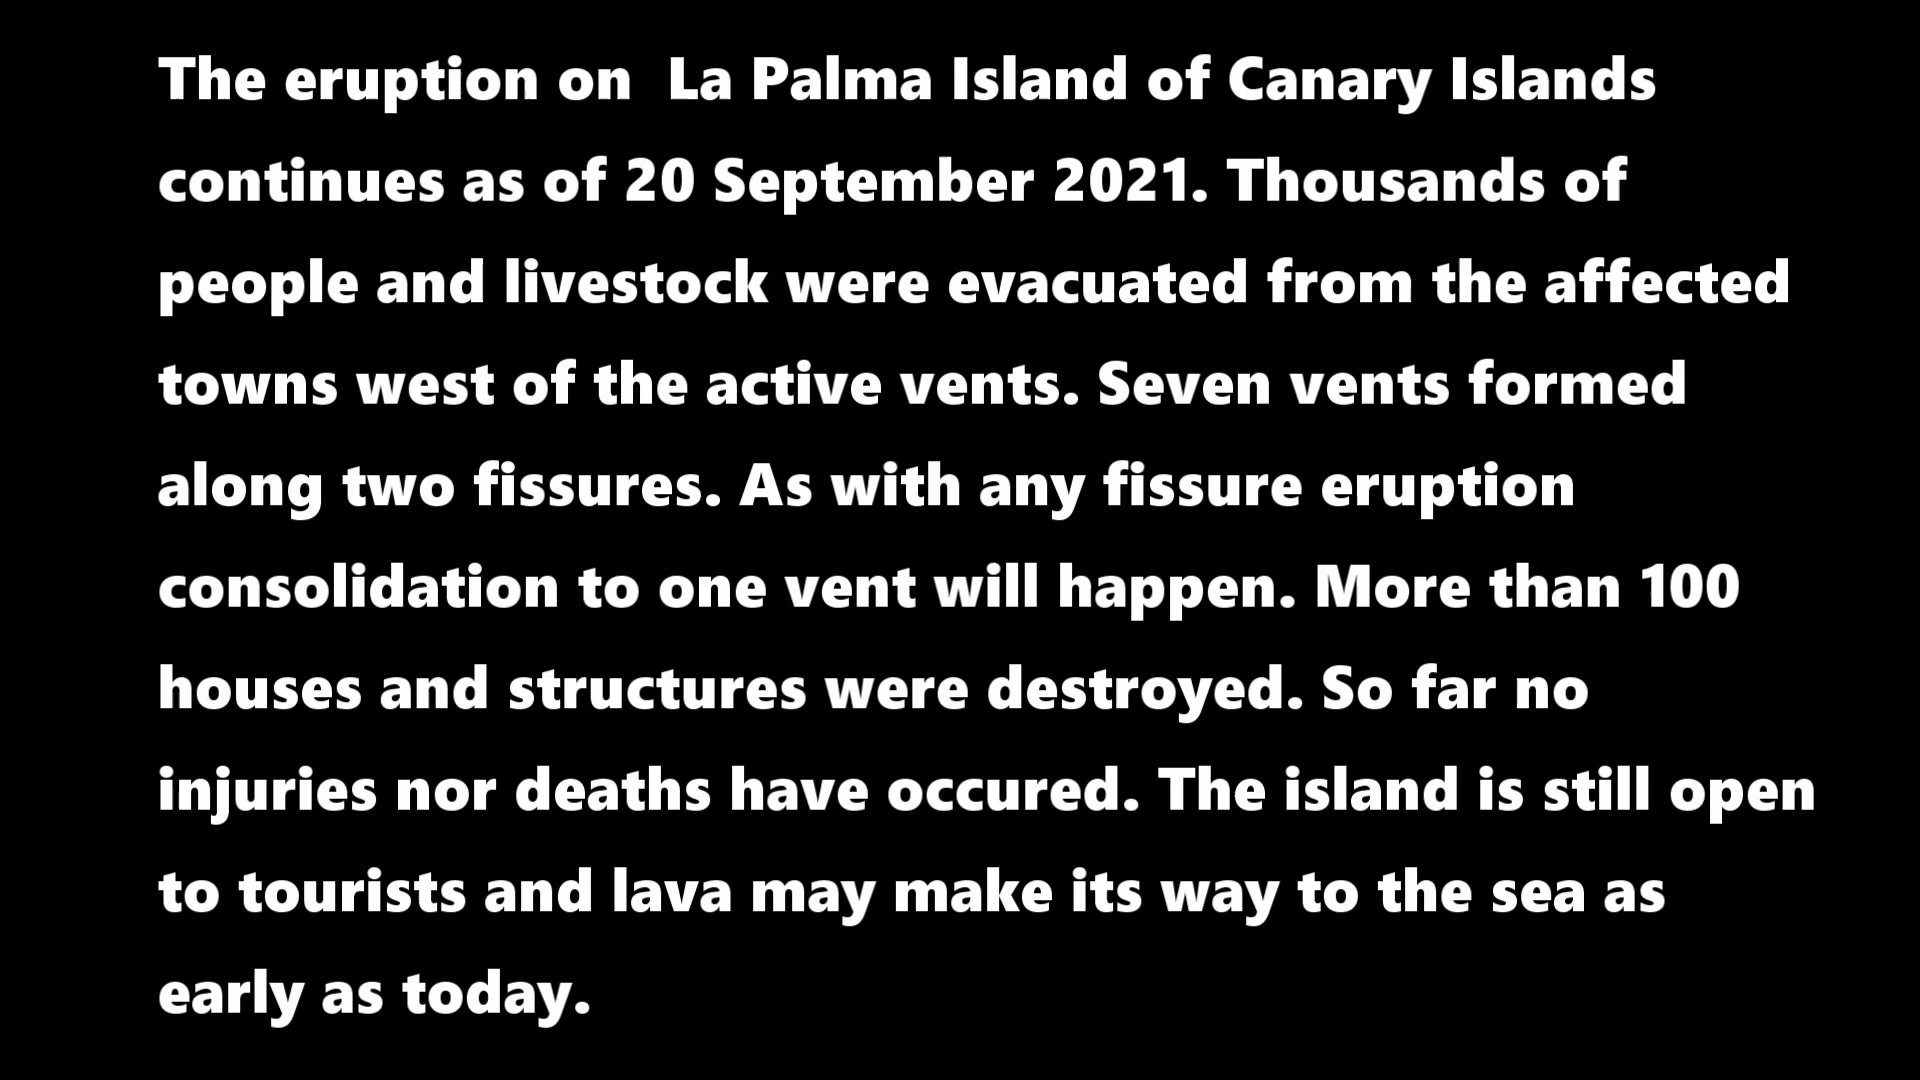 The eruption on  La Palma Island of Canary Islands
continues as of 20 September 2021. Thousands of
people and livestock were evacuated from the affected
towns west of the active vents. Seven vents formed
along two fissures. As with any fissure eruption
consolidation to one vent will happen. More than 100
houses and structures were destroyed. So far no
injuries nor deaths have occured. The island is still open
to tourists and lava may make its way to the sea as
early as today.